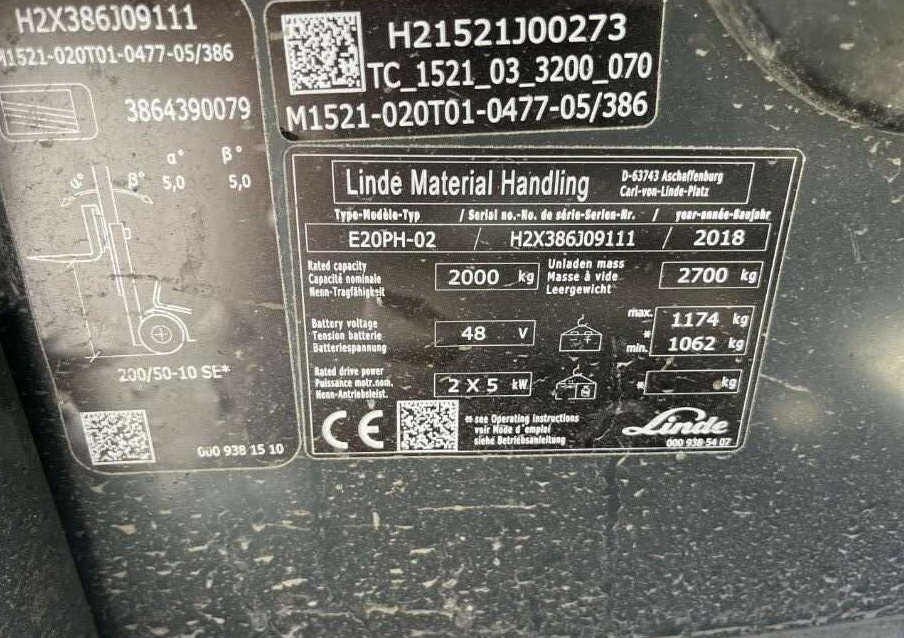 H2X386J09111
M1521-020T01-0477-05/386
3864390079
α° β°
α° β° 5,0 5,0
200/50-10 SE*
000 938 15 10
H21521J00273
TC_1521_03_3200_070
M1521-020T01-0477-05/386
Linde Material Handling
D-63743 Aschaffenburg
Carl-von-Linde-Platz
Type-Modèle-Typ / Serial no.-No. de série-Serien-Nr. / year-année-Baujahr
E20PH-02 / H2X386J09111 / 2018
Rated capacity
Capacité nominale
Nenn-Tragfähigkeit
2000 kg
Unladen mass
Masse à vide
Leergewicht
2700 kg
Battery voltage
Tension batterie
Batteriespannung
48 V
max. 1174 kg
*
min. 1062 kg
Rated drive power
Puissance motr.nom.
Nenn-Antriebsleist.
2 X 5 kW
* kg
CE
*=see Operating Instructions
voir Mode d'emploi
siehe Betriebsanleitung
Linde
000 938 54 07